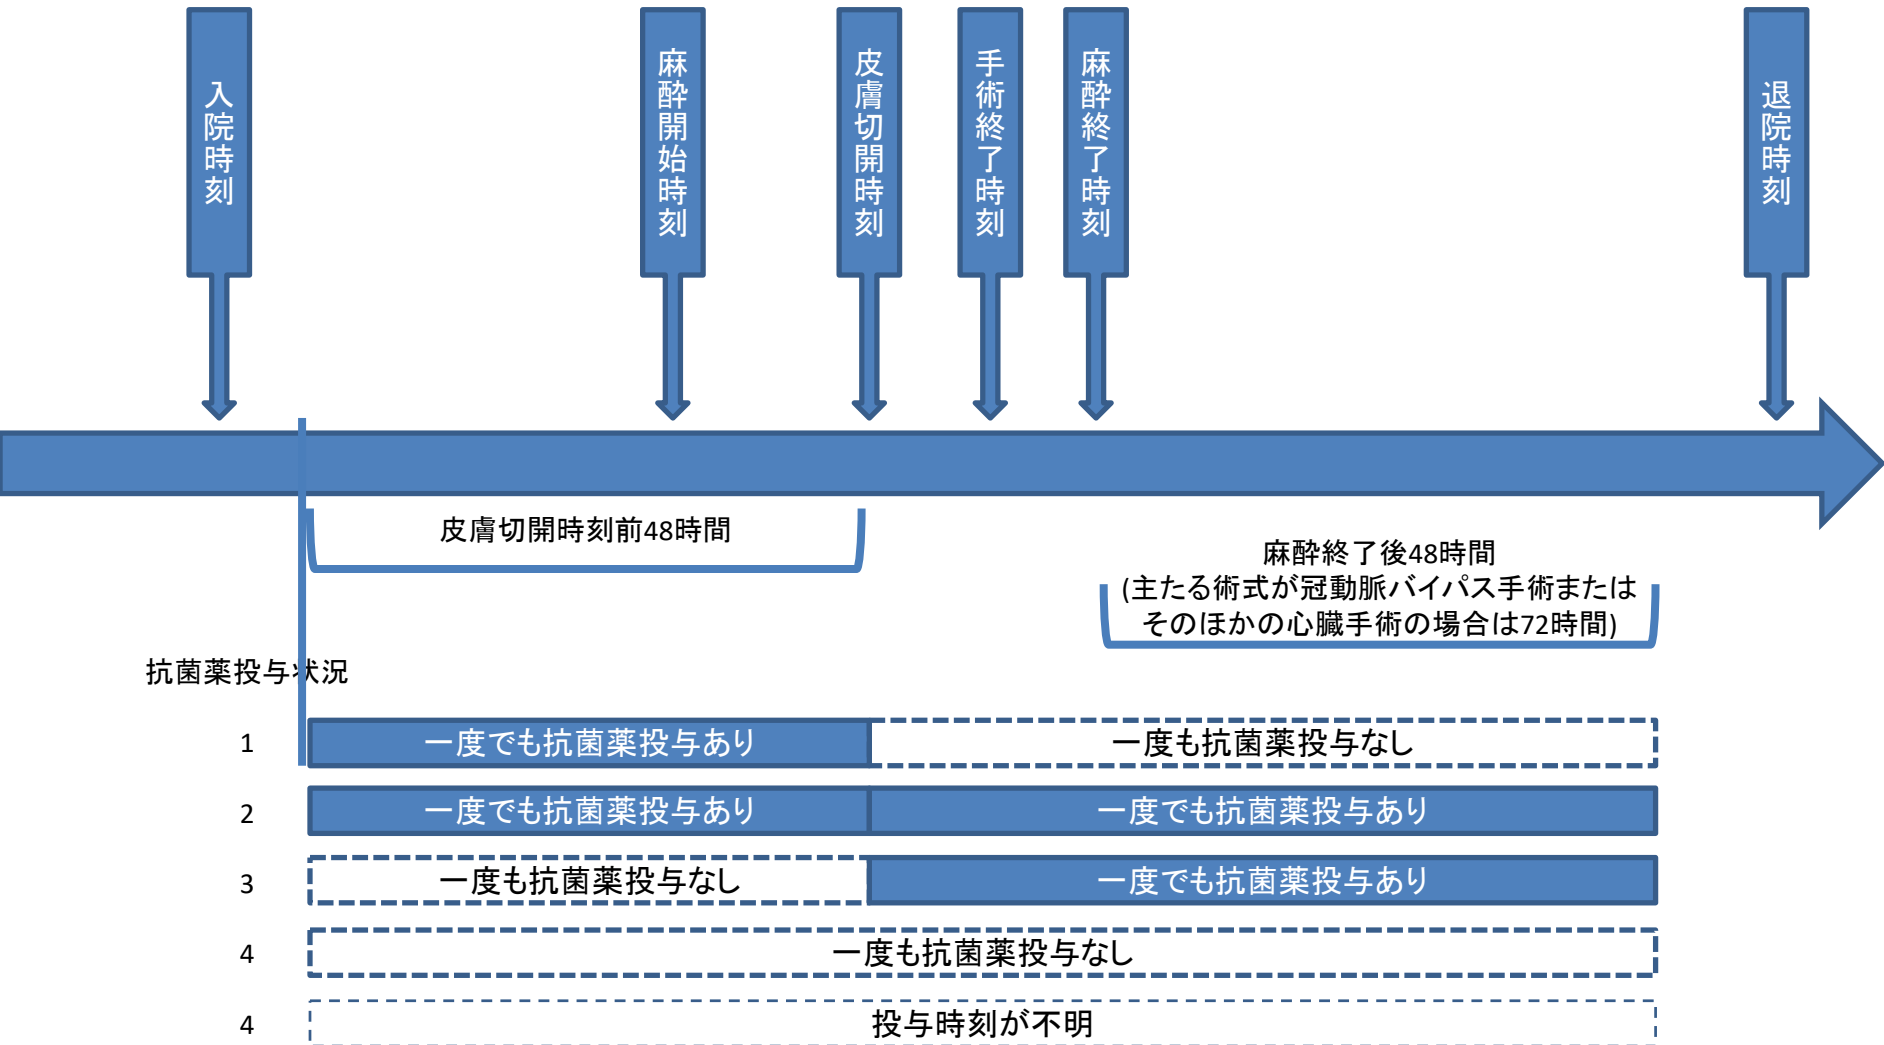 入院時刻
麻酔開始時刻
皮膚切開時刻
手術終了時刻
麻酔終了時刻
退院時刻
皮膚切開時刻前48時間
麻酔終了後48時間
(主たる術式が冠動脈バイパス手術または
そのほかの心臓手術の場合は72時間)
抗菌薬投与状況
1 一度でも抗菌薬投与あり 一度も抗菌薬投与なし
2 一度でも抗菌薬投与あり 一度でも抗菌薬投与あり
3 一度も抗菌薬投与なし 一度でも抗菌薬投与あり
4 一度も抗菌薬投与なし
4 投与時刻が不明